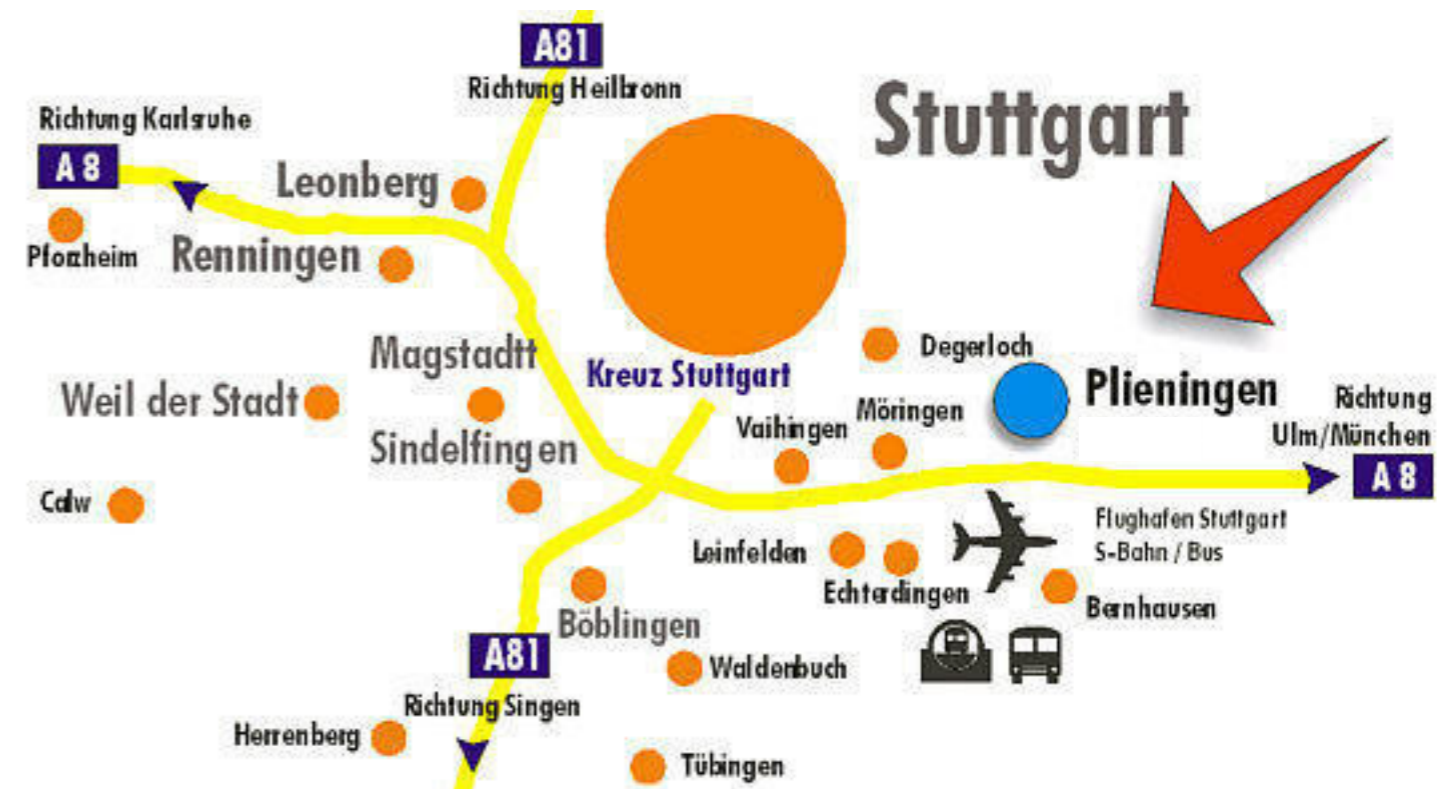 A81
Richtung Heilbronn
Stuttgart
Richtung Karlsruhe
A 8
Leonberg
Pforzheim
Renningen
Magstadtt
Kreuz Stuttgart
Degerloch
Weil der Stadt
Plieningen
Richtung
Ulm/München
A 8
Vaihingen
Möringen
Sindelfingen
Calw
Flughafen Stuttgart
S-Bahn / Bus
Leinfelden
Echterdingen
Bernhausen
Böblingen
A81
Waldenbuch
Richtung Singen
Herrenberg
Tübingen